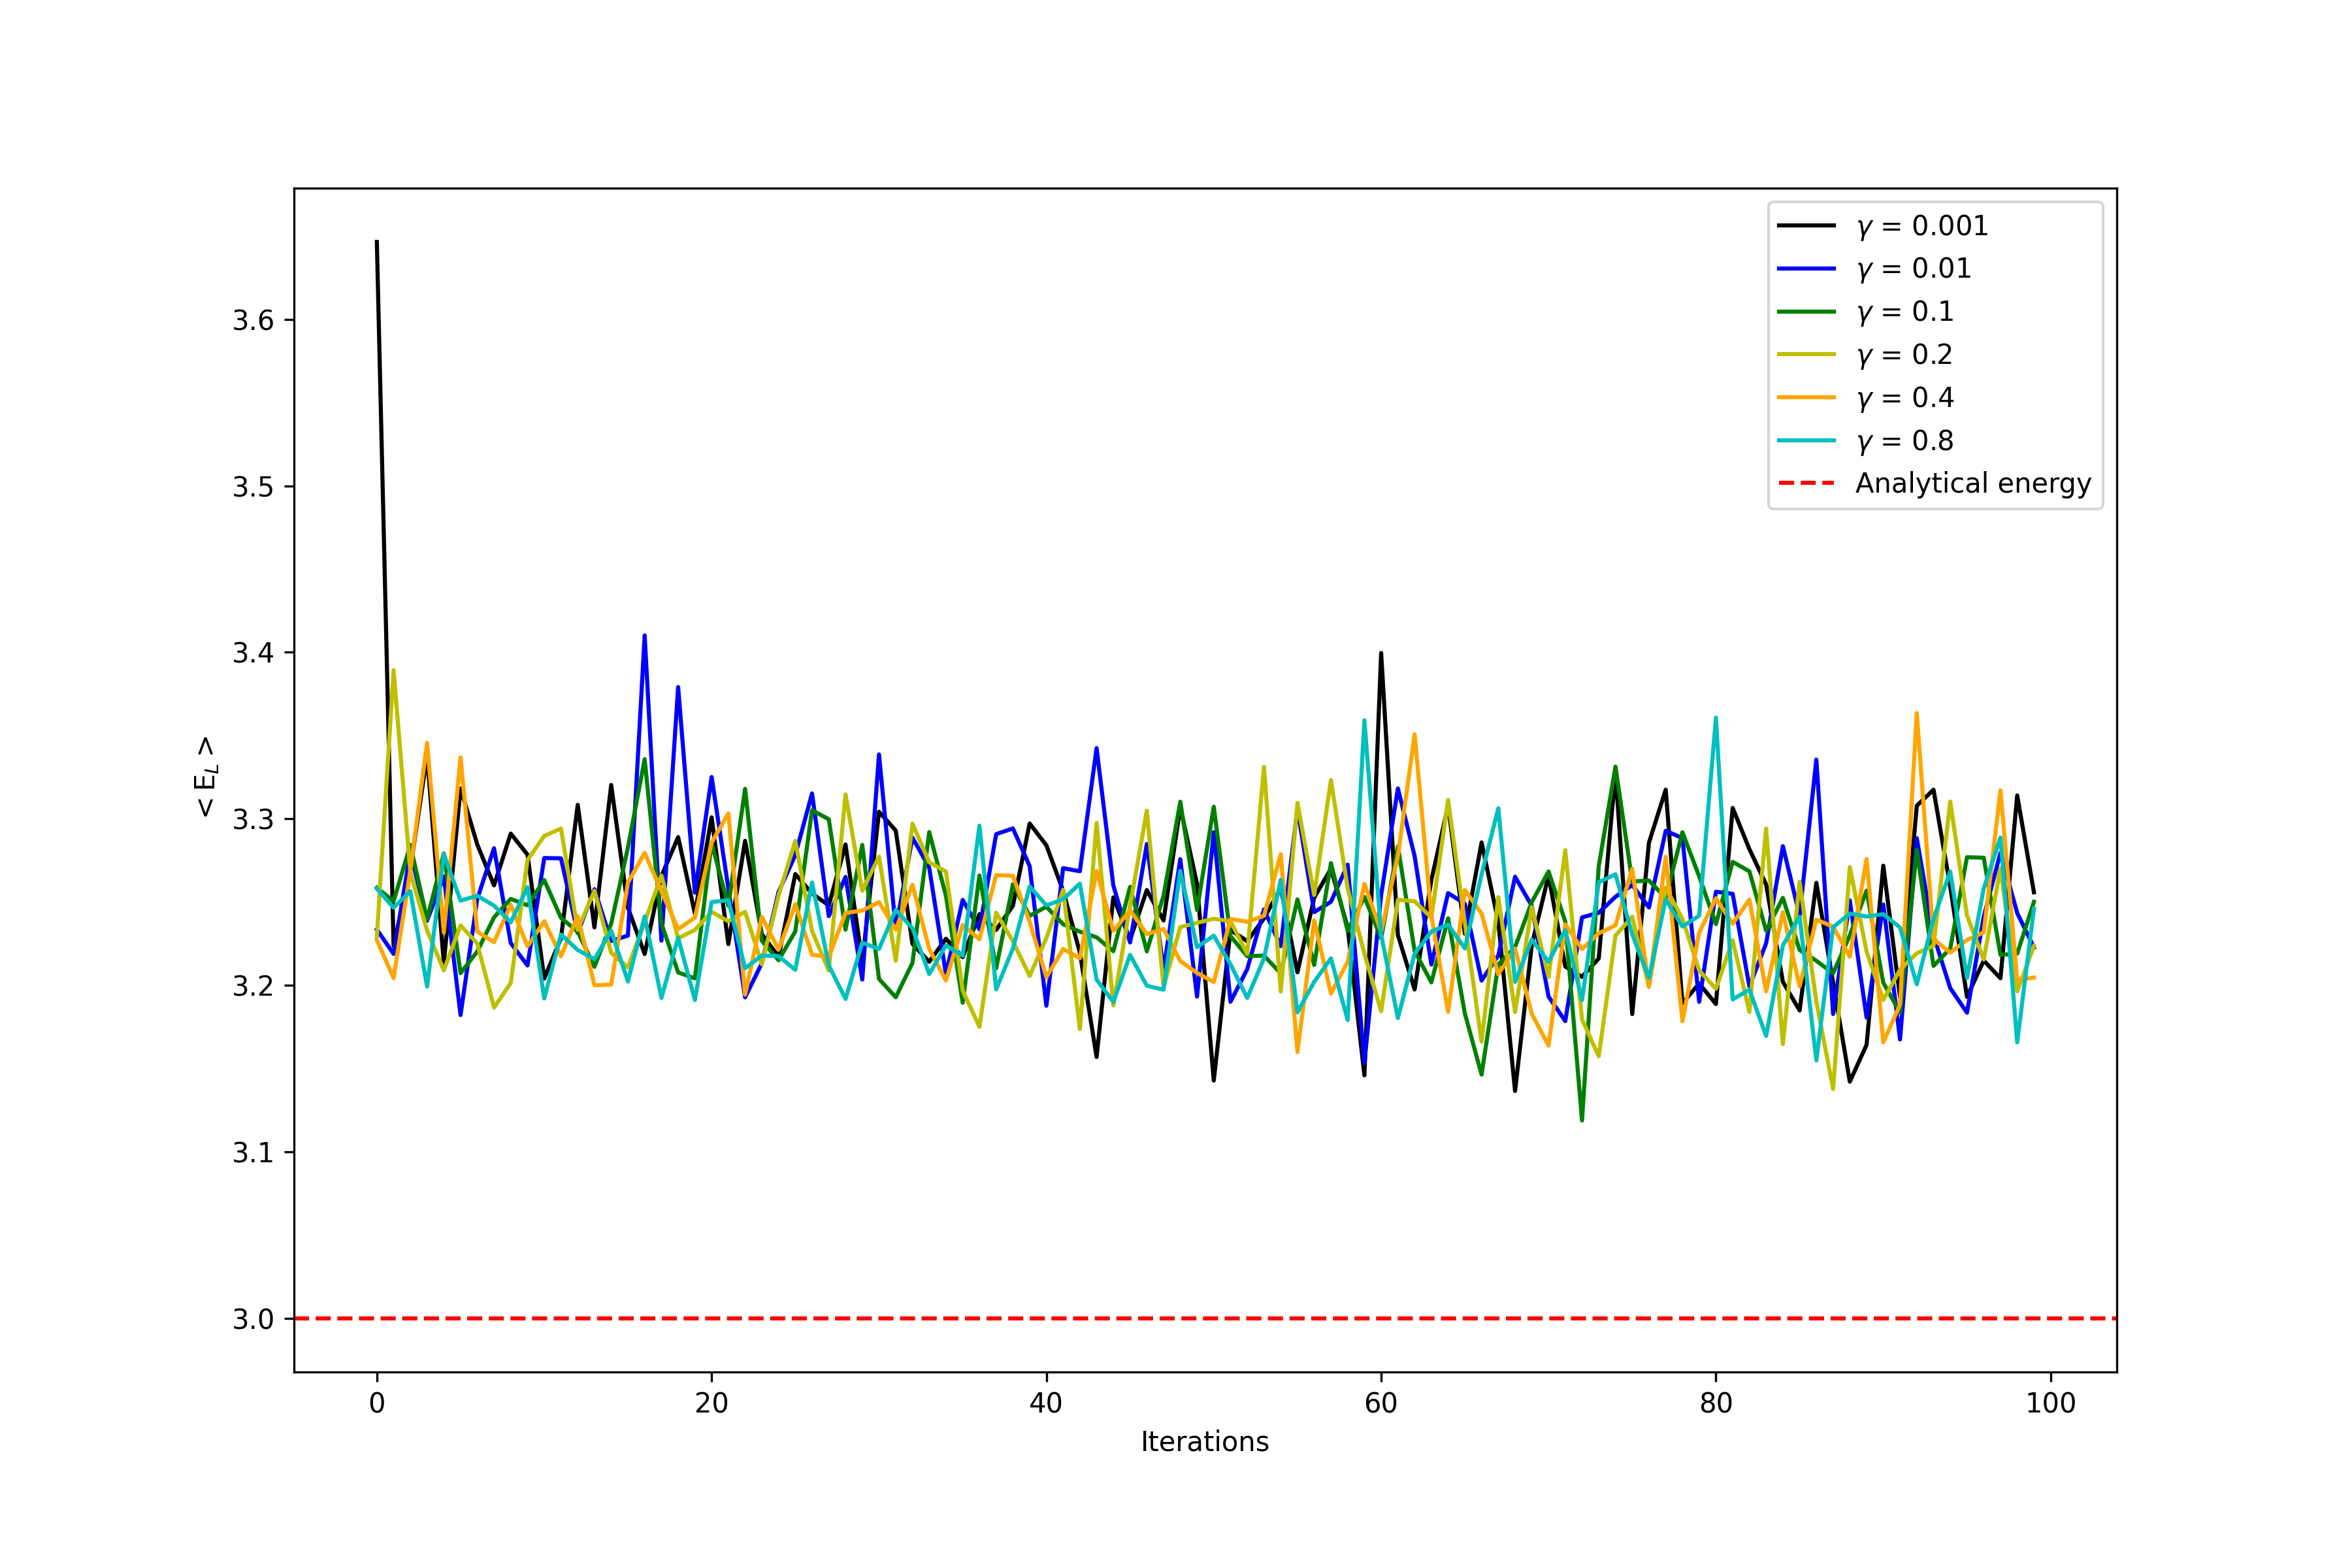 γ = 0.001
γ = 0.01
γ = 0.1
γ = 0.2
γ = 0.4
γ = 0.8
Analytical energy
3.6
3.5
3.4
3.3
3.2
3.1
3.0
< E_L >
0 20 40 60 80 100
Iterations